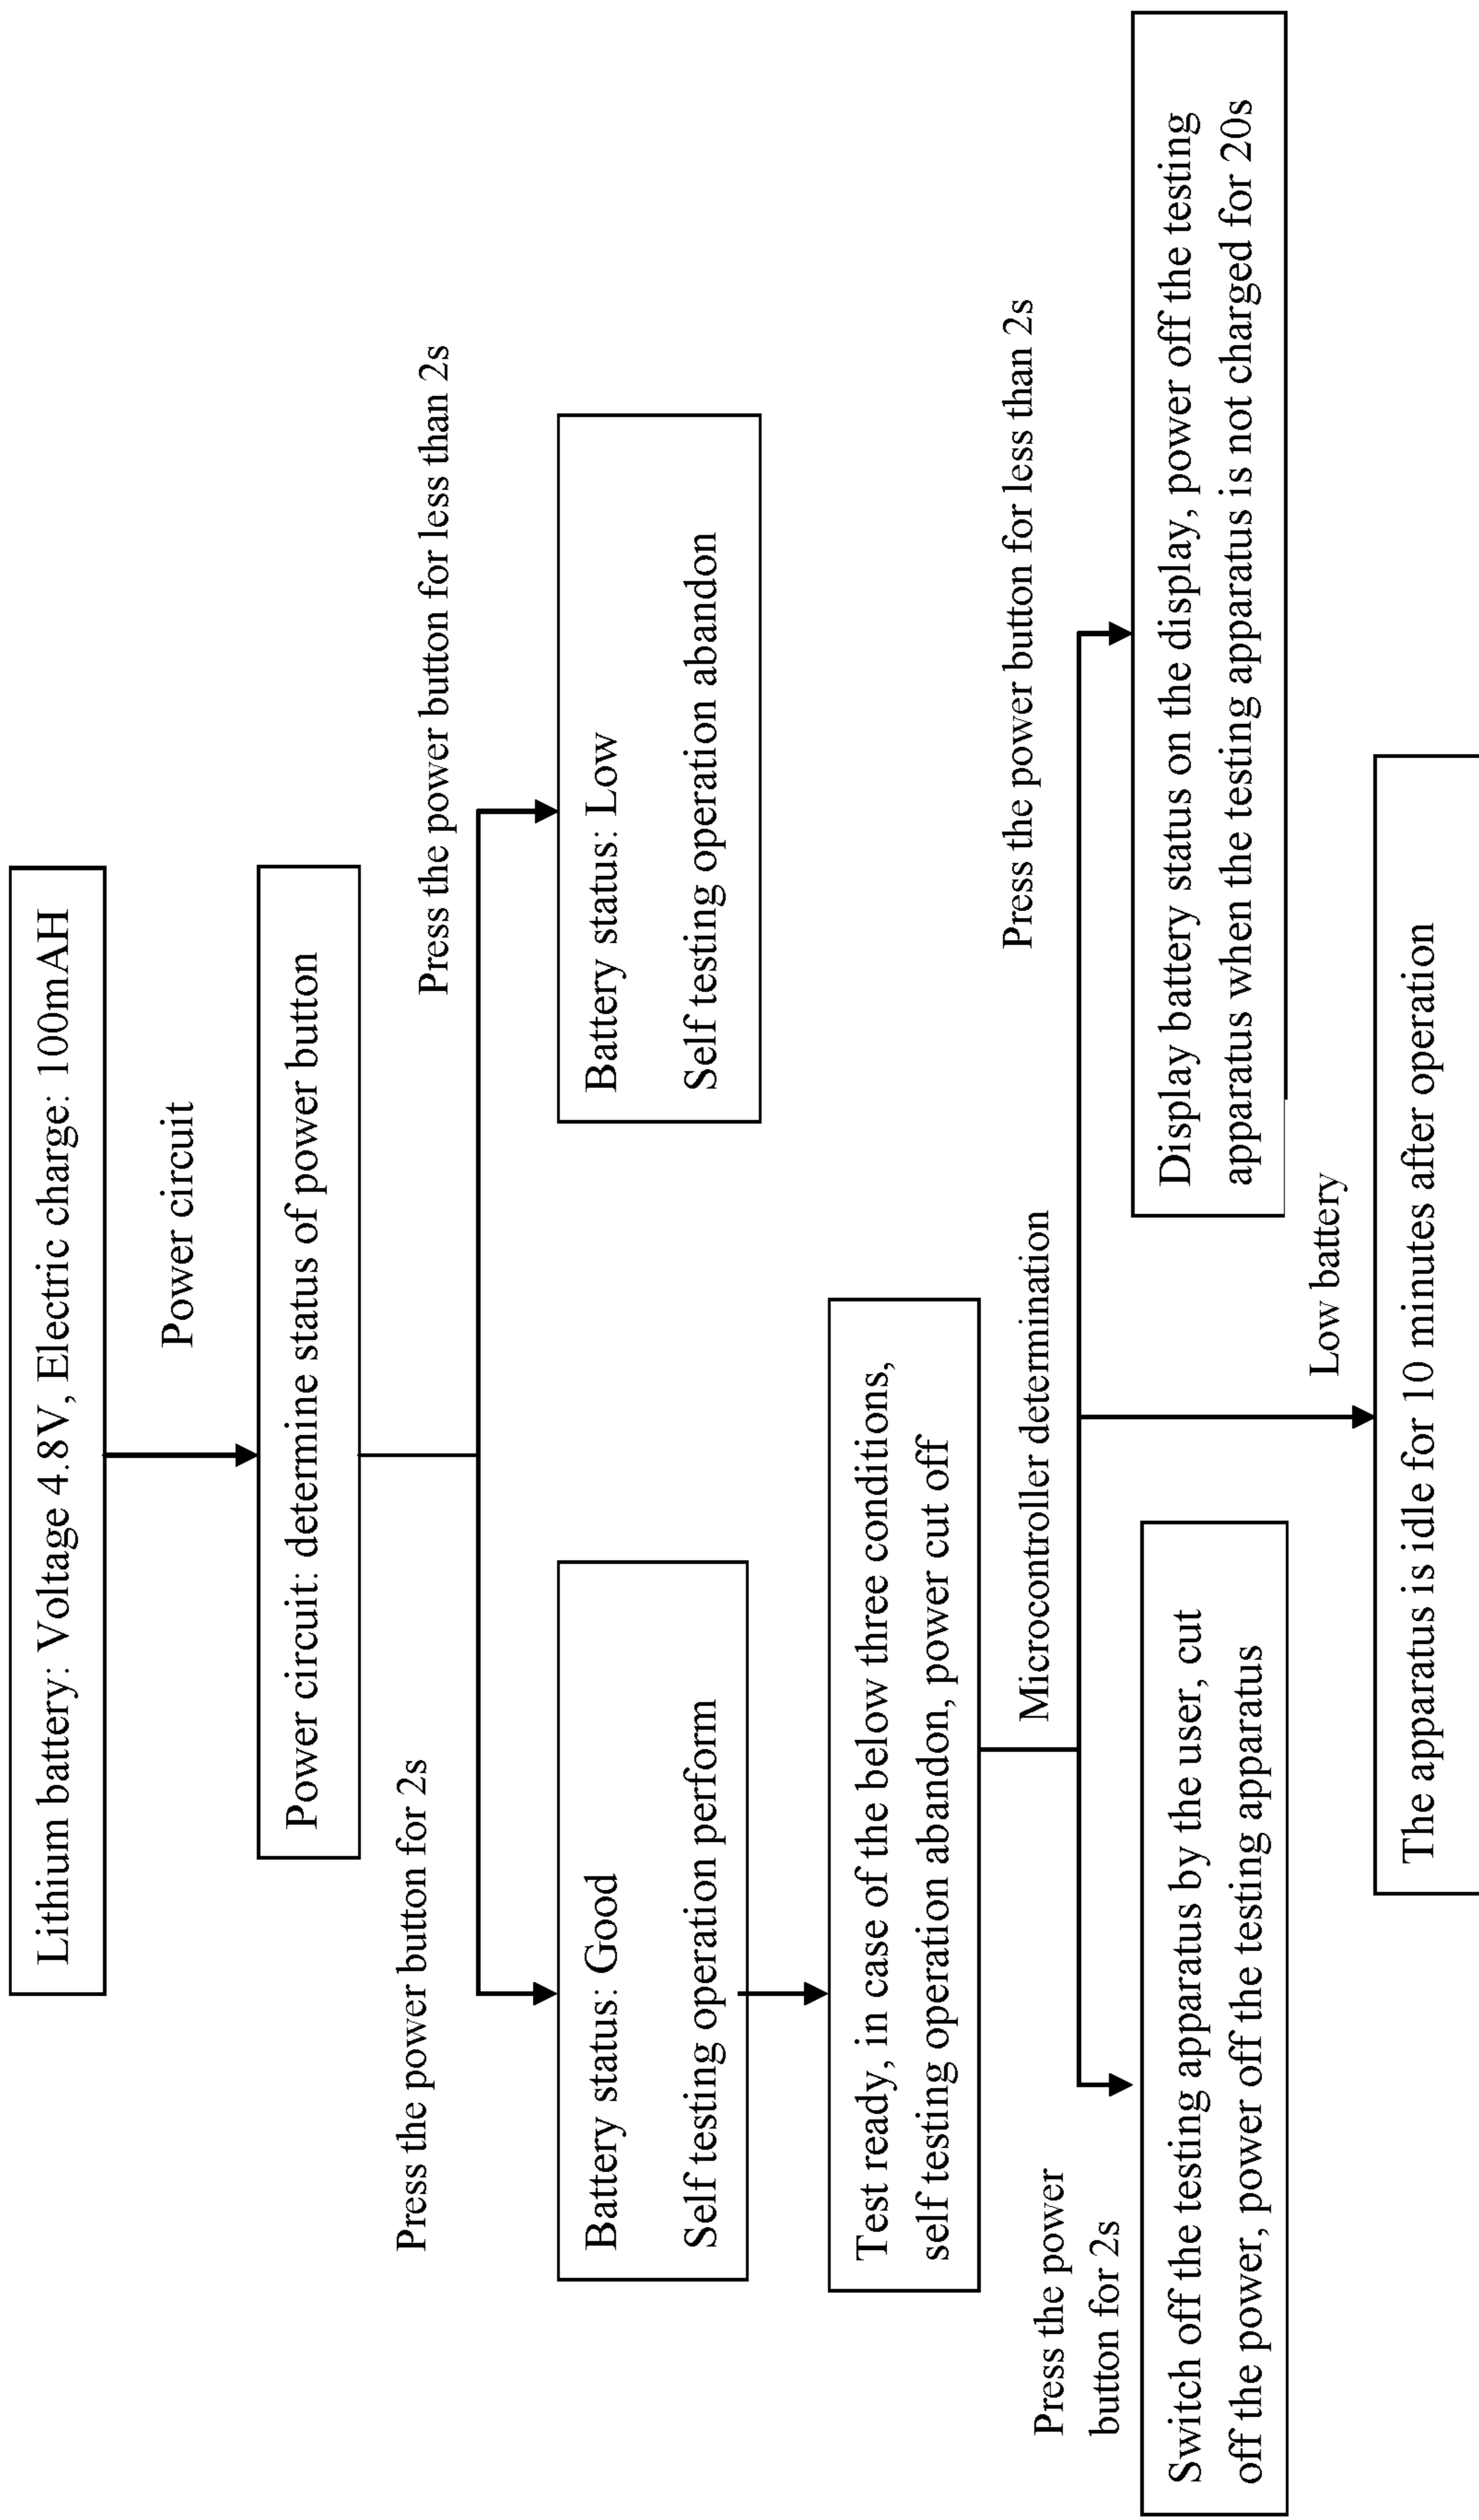 Lithium battery: Voltage 4.8V, Electric charge: 100mAH
Power circuit
Power circuit: determine status of power button
Press the power button for 2s
Press the power button for less than 2s
Battery status: Good
Self testing operation perform
Battery status: Low
Self testing operation abandon
Test ready, in case of the below three conditions,
self testing operation abandon, power cut off
Microcontroller determination
Press the power
button for 2s
Press the power button for less than 2s
Switch off the testing apparatus by the user, cut
off the power, power off the testing apparatus
Display battery status on the display, power off the testing
apparatus when the testing apparatus is not charged for 20s
Low battery
The apparatus is idle for 10 minutes after operation